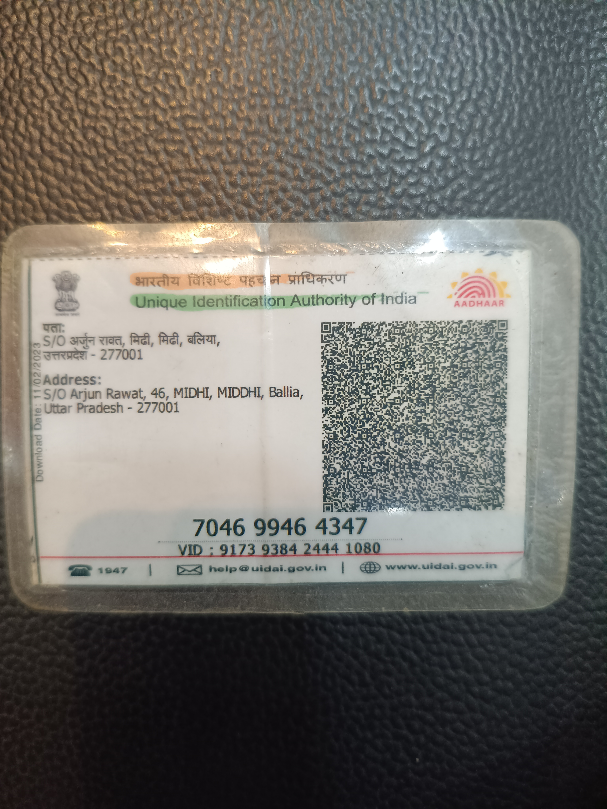 भारतीय विशिष्ट पहचान प्राधिकरण
Unique Identification Authority of India
AADHAAR
पता:
S/O अर्जुन रावत, मिढी, मिढी, बलिया,
उत्तरप्रदेश - 277001
Address:
S/O Arjun Rawat, 46, MIDHI, MIDDHI, Ballia,
Uttar Pradesh - 277001
Download Date: 11/02/2023
7046 9946 4347
VID : 9173 9384 2444 1080
1947 | help@uidai.gov.in | www.uidai.gov.in